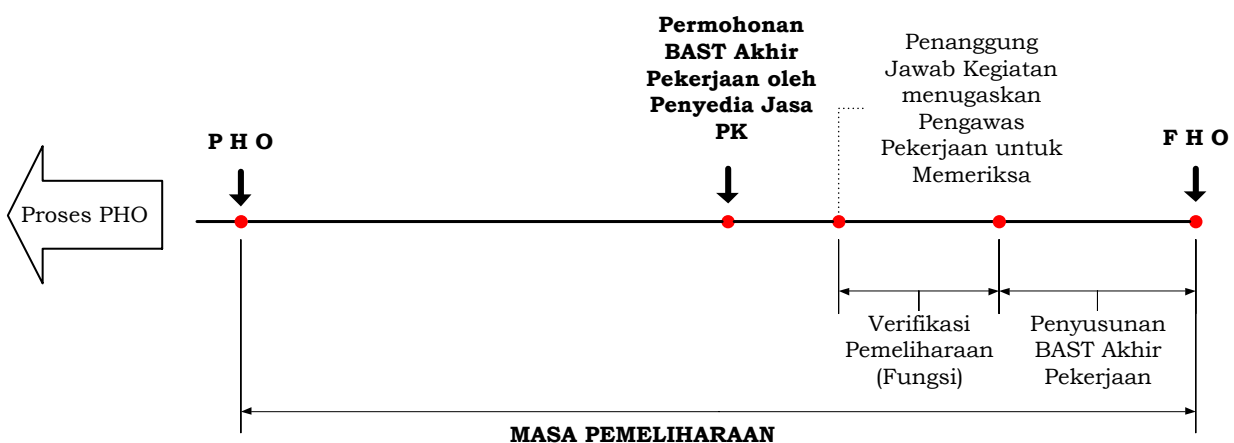 Permohonan
BAST Akhir
Pekerjaan oleh
Penyedia Jasa
PK
Penanggung
Jawab Kegiatan
menugaskan
Pengawas
Pekerjaan untuk
Memeriksa
P H O
F H O
Proses PHO
Verifikasi
Pemeliharaan
(Fungsi)
Penyusunan
BAST Akhir
Pekerjaan
MASA PEMELIHARAAN